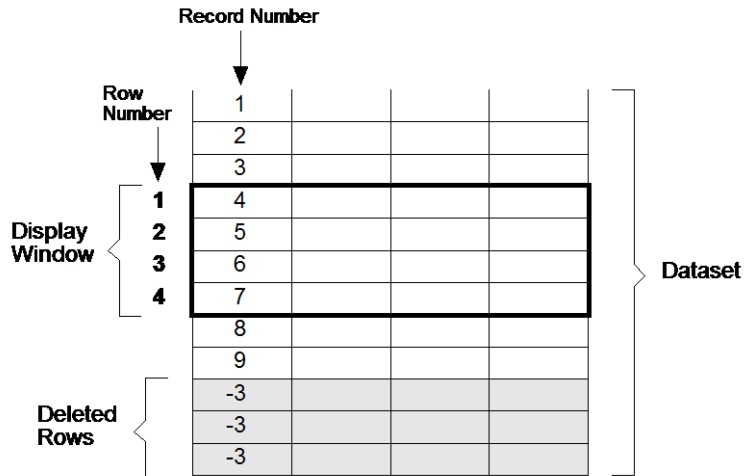 Record Number
Row
Number
1
2
3
1 4
2 5
3 6
4 7
8
9
-3
-3
-3
Display
Window
Dataset
Deleted
Rows